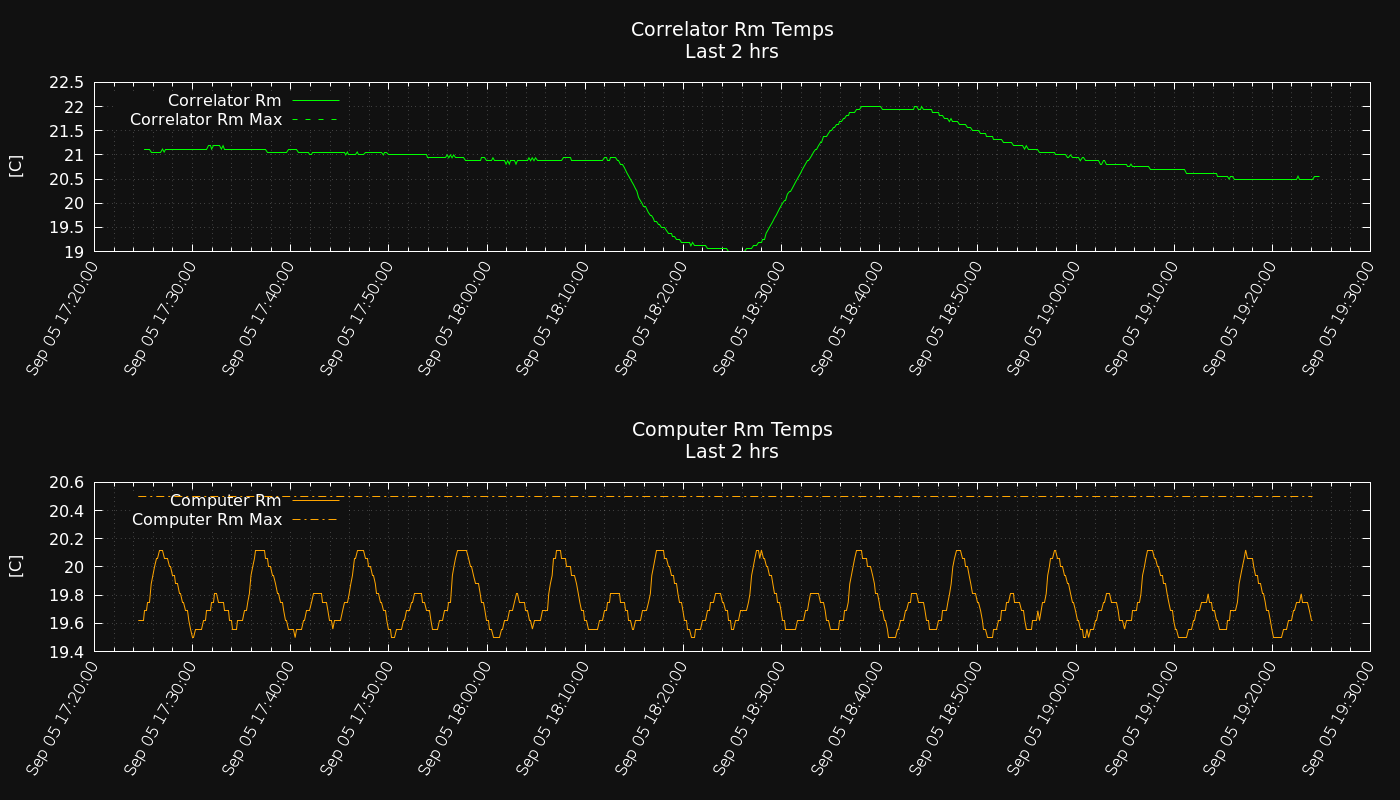 Correlator Rm Temps
Last 2 hrs
22.5
22
21.5
21
20.5
20
19.5
19
[C]
Correlator Rm
Correlator Rm Max
Sep 05 17:20:00
Sep 05 17:30:00
Sep 05 17:40:00
Sep 05 17:50:00
Sep 05 18:00:00
Sep 05 18:10:00
Sep 05 18:20:00
Sep 05 18:30:00
Sep 05 18:40:00
Sep 05 18:50:00
Sep 05 19:00:00
Sep 05 19:10:00
Sep 05 19:20:00
Sep 05 19:30:00
Computer Rm Temps
Last 2 hrs
20.6
20.4
20.2
20
19.8
19.6
19.4
[C]
Computer Rm
Computer Rm Max
Sep 05 17:20:00
Sep 05 17:30:00
Sep 05 17:40:00
Sep 05 17:50:00
Sep 05 18:00:00
Sep 05 18:10:00
Sep 05 18:20:00
Sep 05 18:30:00
Sep 05 18:40:00
Sep 05 18:50:00
Sep 05 19:00:00
Sep 05 19:10:00
Sep 05 19:20:00
Sep 05 19:30:00